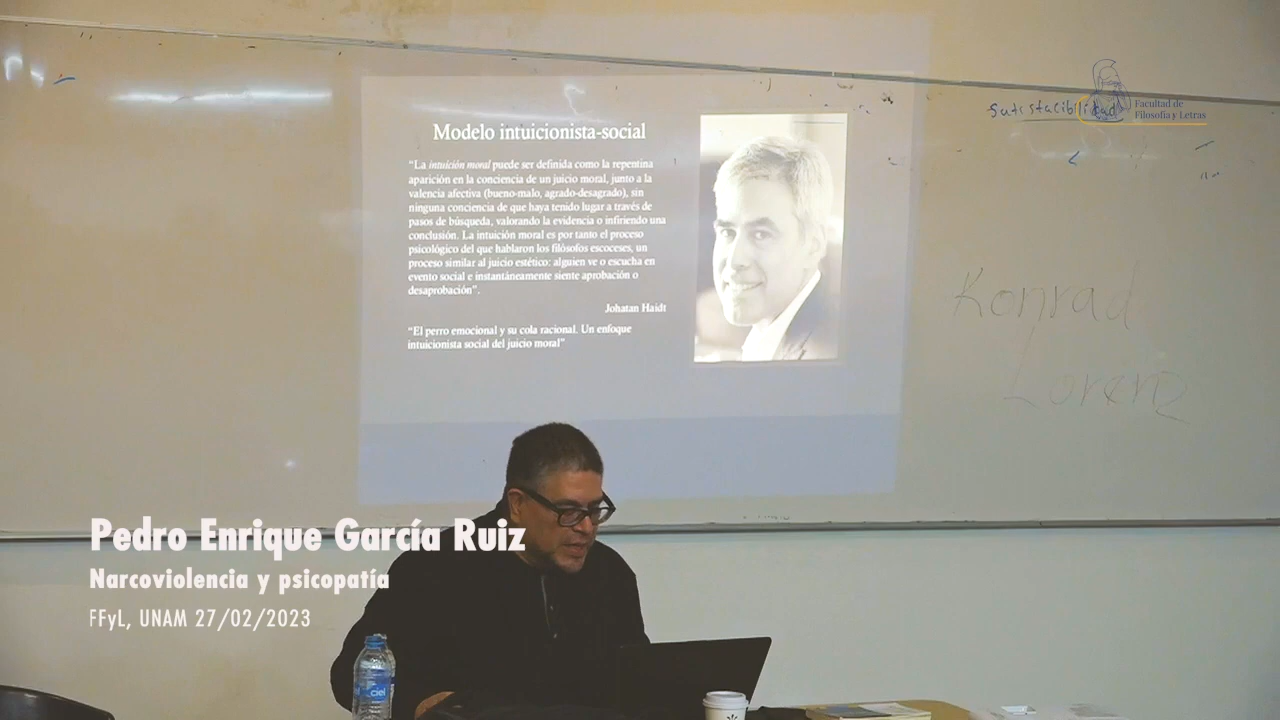 Modelo intuicionista-social
“La intuición moral puede ser definida como la repentina
aparición en la conciencia de un juicio moral, junto a la
valencia afectiva (bueno-malo, agrado-desagrado), sin
ninguna conciencia de que haya tenido lugar a través de
pasos de búsqueda, valorando la evidencia o infiriendo una
conclusión. La intuición moral es por tanto el proceso
psicológico del que hablaron los filósofos escoceses, un
proceso similar al juicio estético: alguien ve o escucha en
evento social e instantáneamente siente aprobación o
desaprobación”.
Johatan Haidt
“El perro emocional y su cola racional. Un enfoque
intuicionista social del juicio moral”
Facultad de
Filosofía y Letras
Konrad
Lorenz
Pedro Enrique García Ruiz
Narcoviolencia y psicopatía
FFyL, UNAM 27/02/2023
ciel